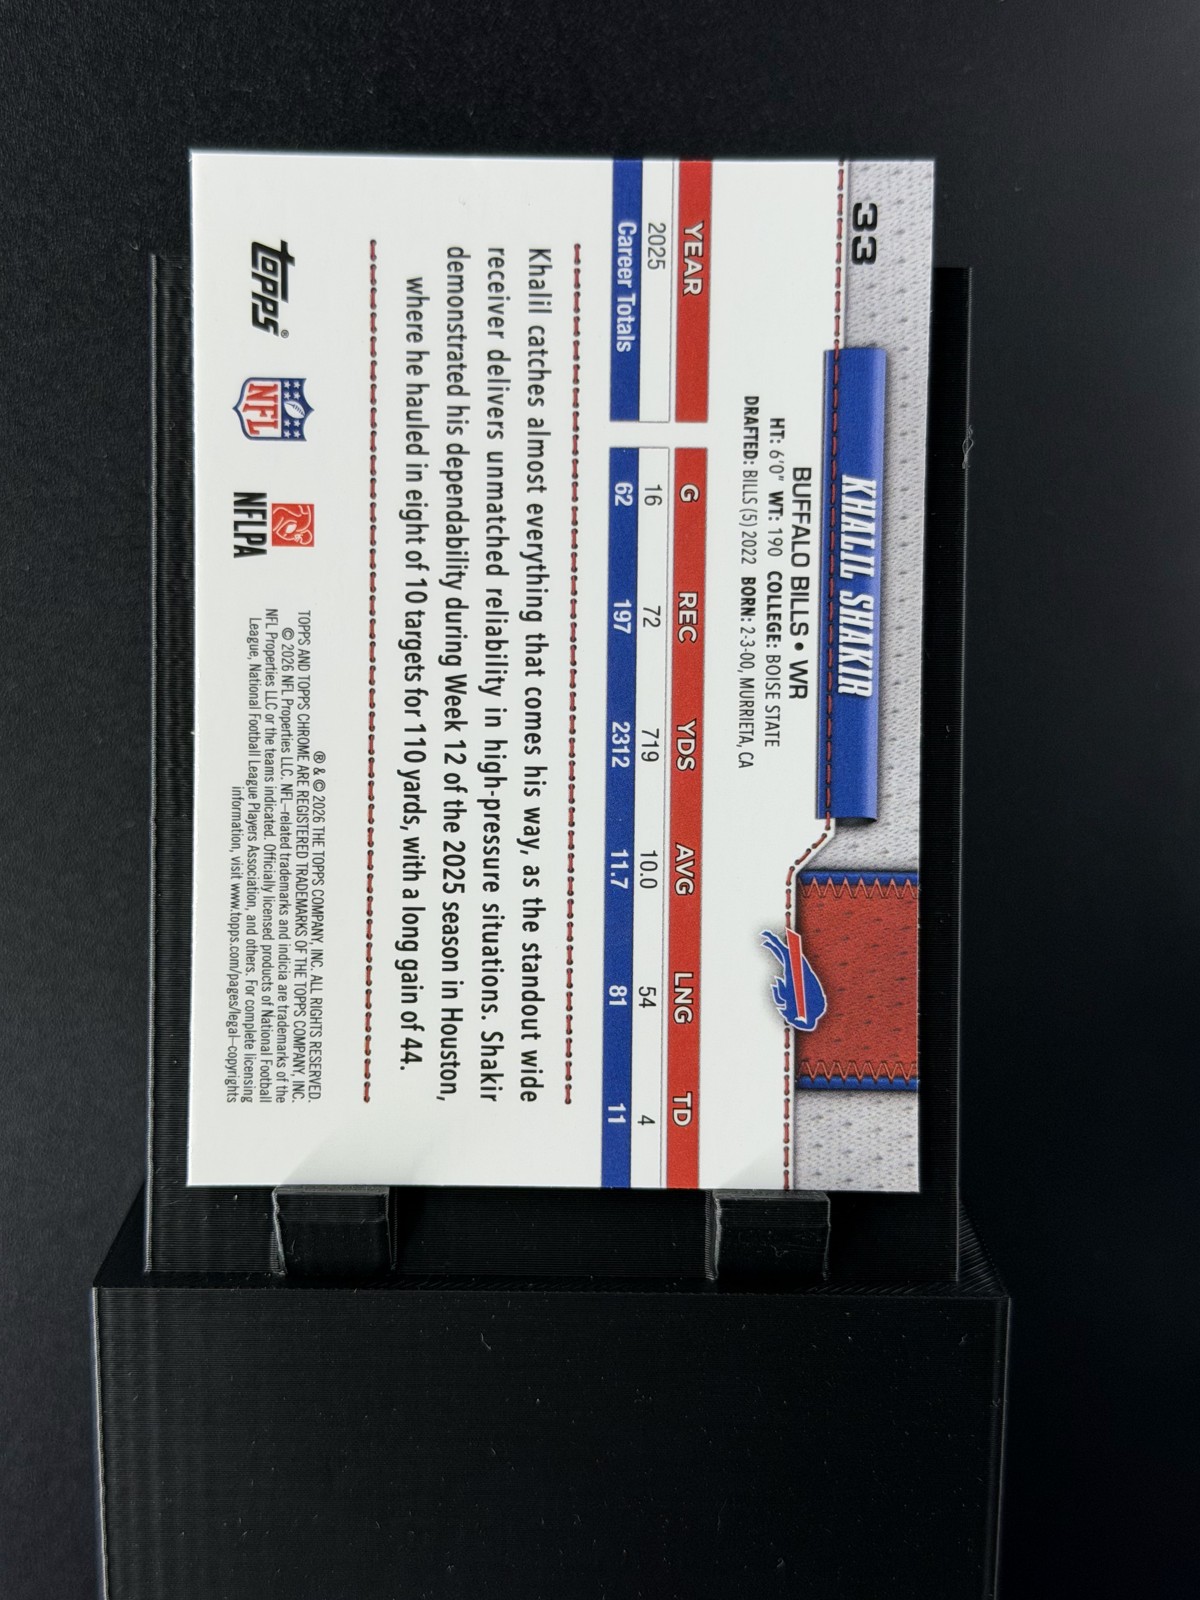 33
KHALIL SHAKIR
BUFFALO BILLS • WR
HT: 6'0" WT: 190 COLLEGE: BOISE STATE
DRAFTED: BILLS (5) 2022 BORN: 2-3-00, MURRIETA, CA
YEAR G REC YDS AVG LNG TD
2025 16 72 719 10.0 54 4
Career Totals 62 197 2312 11.7 81 11
Khalil catches almost everything that comes his way, as the standout wide
receiver delivers unmatched reliability in high-pressure situations. Shakir
demonstrated his dependability during Week 12 of the 2025 season in Houston,
where he hauled in eight of 10 targets for 110 yards, with a long gain of 44.
topps®
NFL
NFLPA
® & © 2026 THE TOPPS COMPANY, INC. ALL RIGHTS RESERVED.
TOPPS AND TOPPS CHROME ARE REGISTERED TRADEMARKS OF THE TOPPS COMPANY, INC.
© 2026 NFL Properties LLC. NFL-related trademarks and indicia are trademarks of the
NFL Properties LLC or the teams indicated. Officially licensed products of National Football
League, National Football League Players Association, and others. For complete licensing
information, visit www.topps.com/pages/legal-copyrights